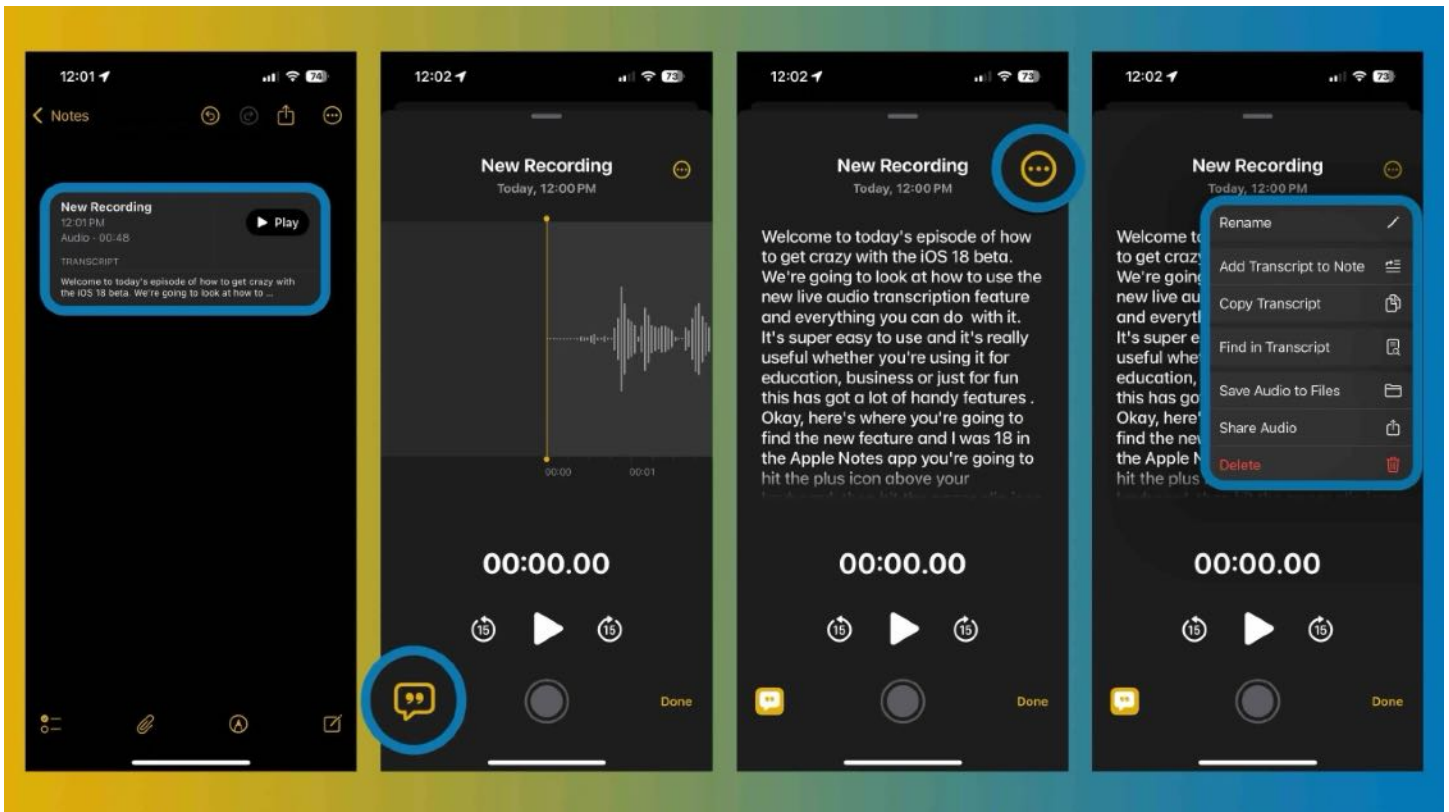 12:01
74
Notes
New Recording
12:01 PM
Audio - 00:48
Play
TRANSCRIPT
Welcome to today's episode of how to get crazy with
the iOS 18 beta. We're going to look at how to ...
12:02
73
New Recording
Today, 12:00 PM
00:00 00:01
00:00.00
15 15
Done
12:02
73
New Recording
Today, 12:00 PM
Welcome to today's episode of how
to get crazy with the iOS 18 beta.
We're going to look at how to use the
new live audio transcription feature
and everything you can do with it.
It's super easy to use and it's really
useful whether you're using it for
education, business or just for fun
this has got a lot of handy features .
Okay, here's where you're going to
find the new feature and I was 18 in
the Apple Notes app you're going to
hit the plus icon above your
00:00.00
15 15
Done
12:02
73
New Recording
Today, 12:00 PM
Welcome to
to get crazy
We're going
new live au
and everyt
It's super e
useful whe
education,
this has go
Okay, here'
find the new
the Apple N
hit the plus
Rename
Add Transcript to Note
Copy Transcript
Find in Transcript
Save Audio to Files
Share Audio
Delete
00:00.00
15 15
Done